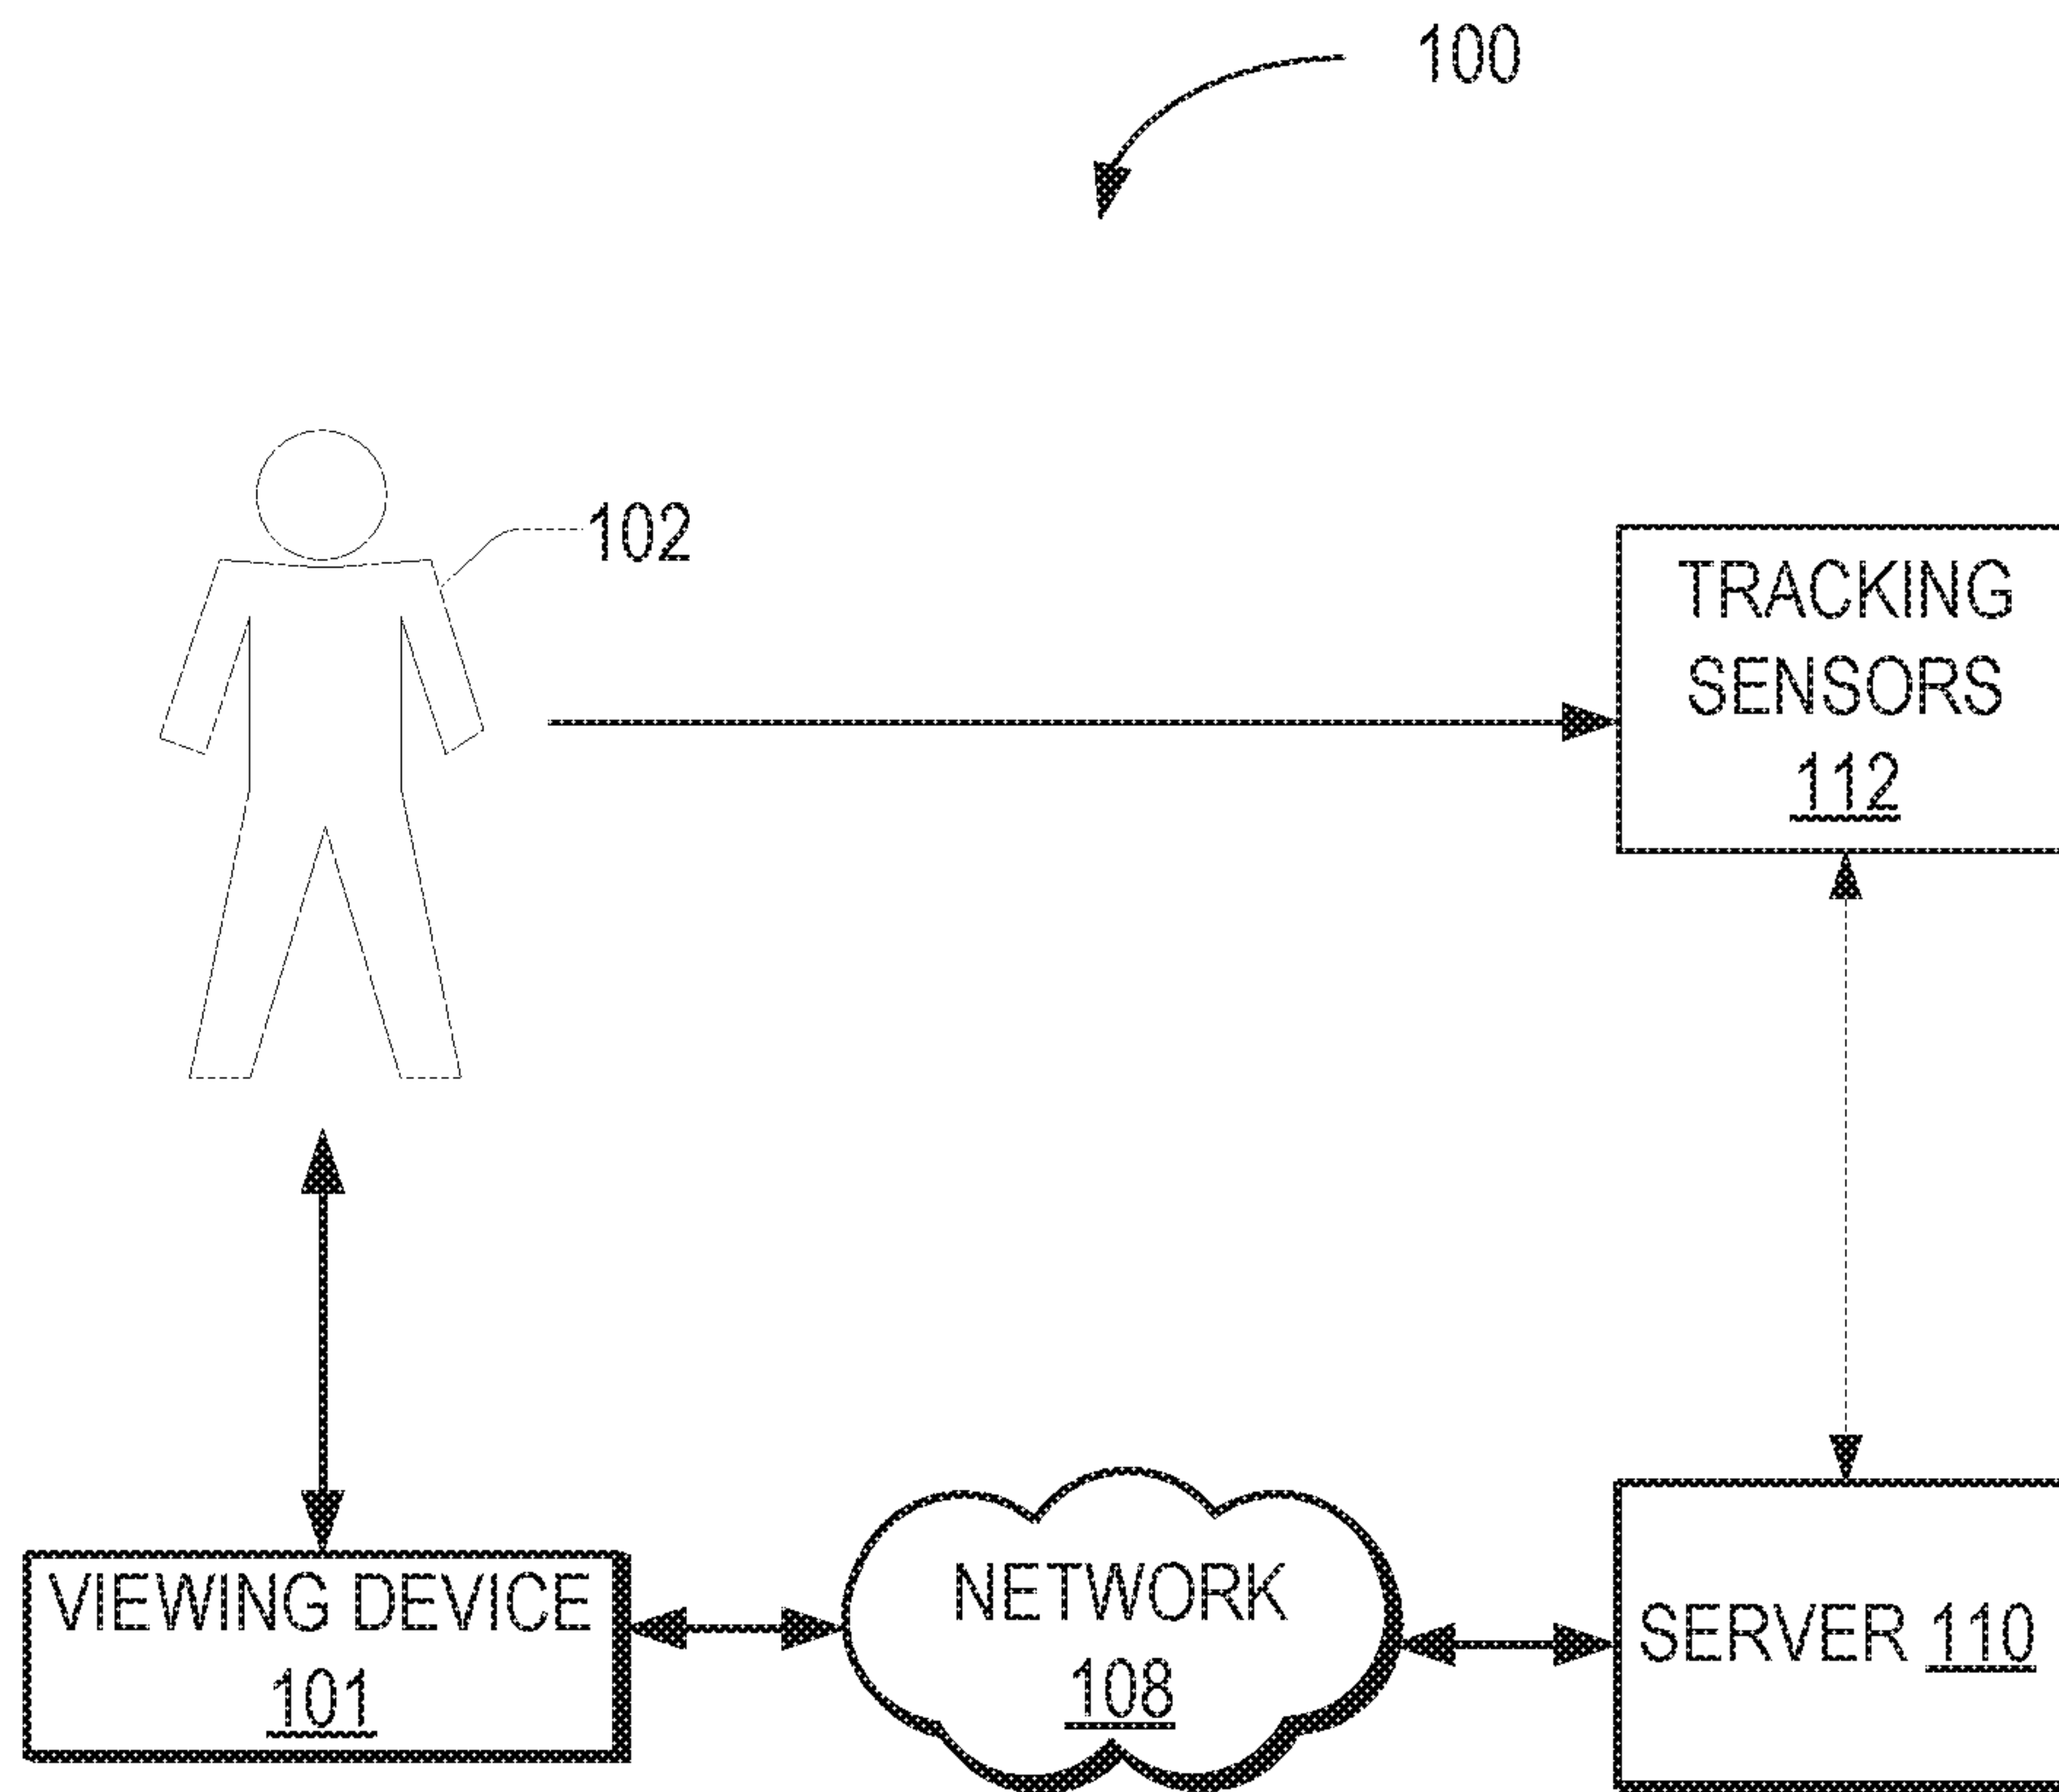 100
102
TRACKING
SENSORS
112
VIEWING DEVICE
101
NETWORK
108
SERVER 110